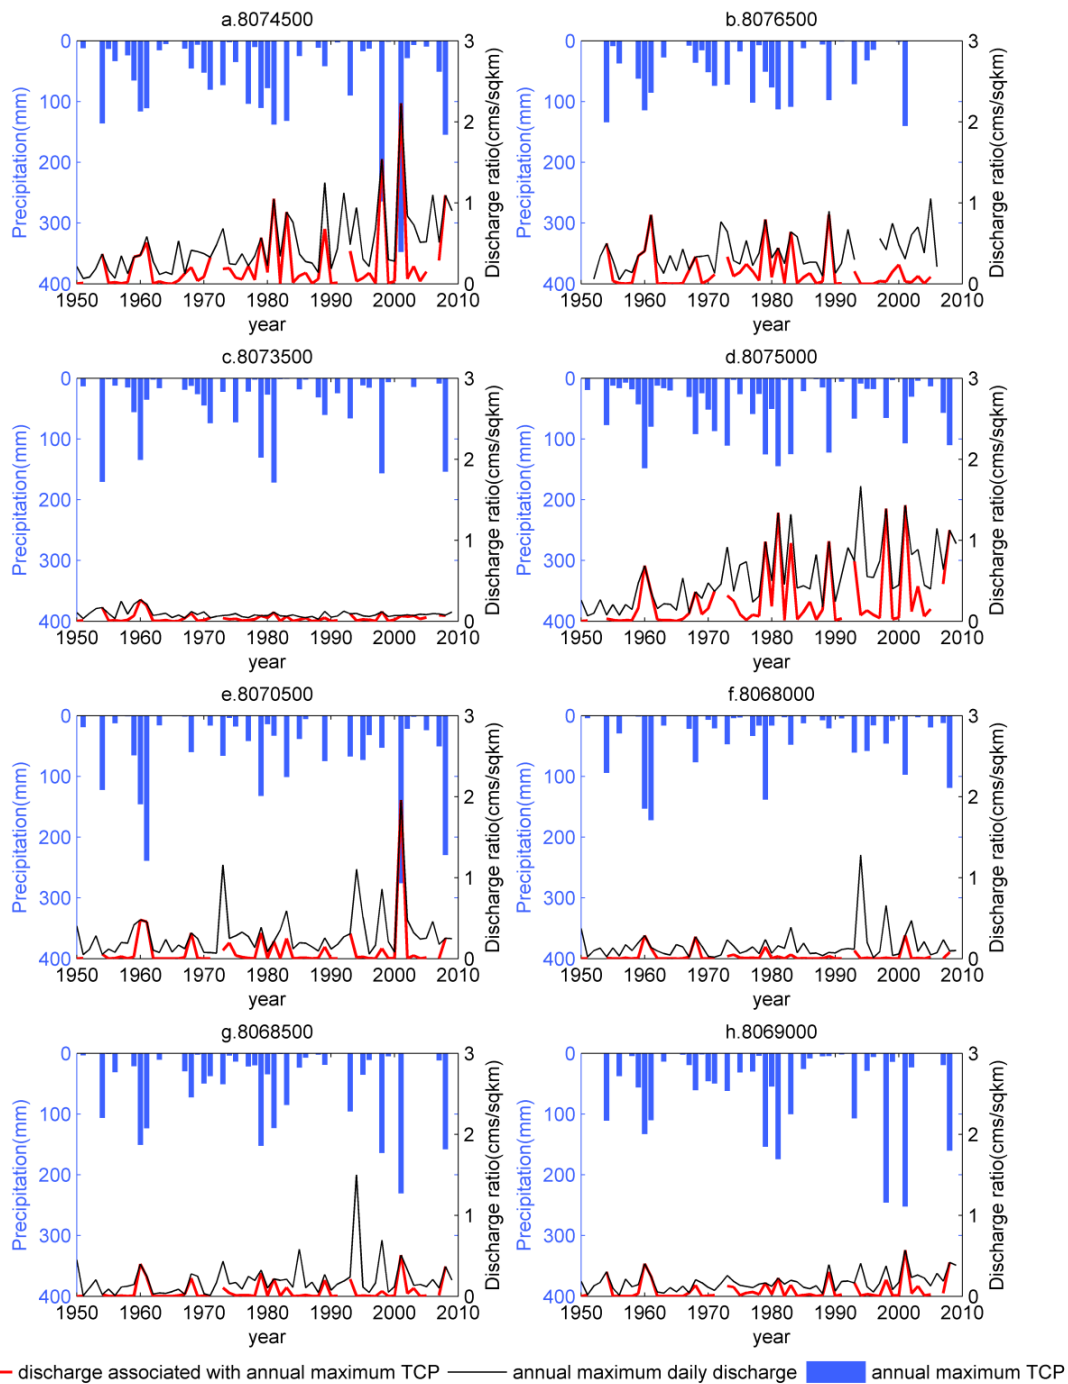 a.8074500
b.8076500
0
100
200
300
400
Precipitation(mm)
3
2
1
0
Discharge ratio(cms/sqkm)
1950 1960 1970 1980 1990 2000 2010
year
0
100
200
300
400
Precipitation(mm)
3
2
1
0
Discharge ratio(cms/sqkm)
1950 1960 1970 1980 1990 2000 2010
year
c.8073500
d.8075000
0
100
200
300
400
Precipitation(mm)
3
2
1
0
Discharge ratio(cms/sqkm)
1950 1960 1970 1980 1990 2000 2010
year
0
100
200
300
400
Precipitation(mm)
3
2
1
0
Discharge ratio(cms/sqkm)
1950 1960 1970 1980 1990 2000 2010
year
e.8070500
f.8068000
0
100
200
300
400
Precipitation(mm)
3
2
1
0
Discharge ratio(cms/sqkm)
1950 1960 1970 1980 1990 2000 2010
year
0
100
200
300
400
Precipitation(mm)
3
2
1
0
Discharge ratio(cms/sqkm)
1950 1960 1970 1980 1990 2000 2010
year
g.8068500
h.8069000
0
100
200
300
400
Precipitation(mm)
3
2
1
0
Discharge ratio(cms/sqkm)
1950 1960 1970 1980 1990 2000 2010
year
0
100
200
300
400
Precipitation(mm)
3
2
1
0
Discharge ratio(cms/sqkm)
1950 1960 1970 1980 1990 2000 2010
year
discharge associated with annual maximum TCP annual maximum daily discharge annual maximum TCP